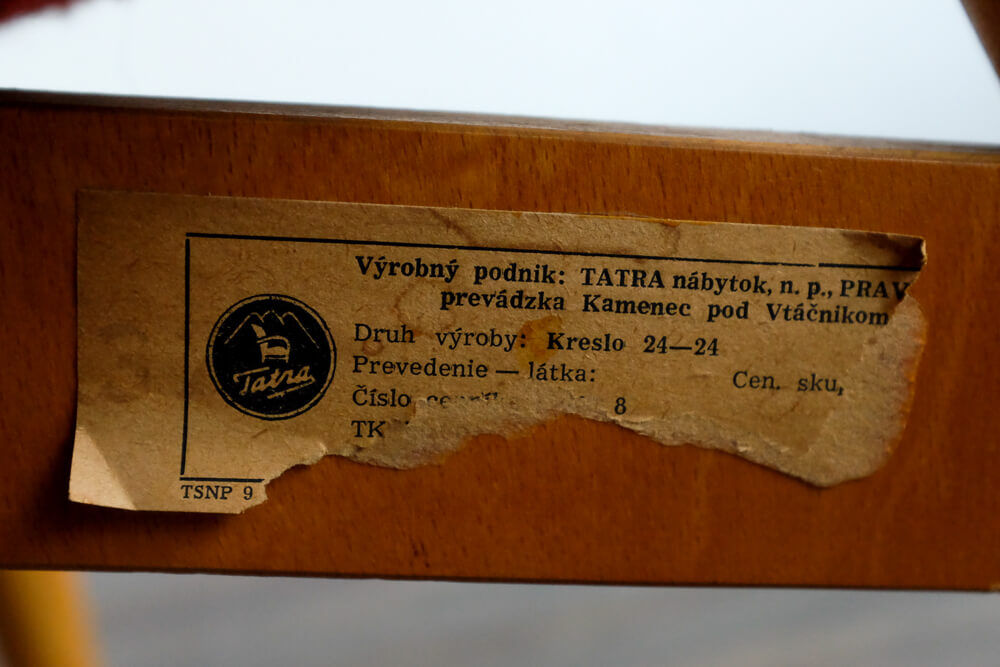 Výrobný podnik: TATRA nábytok, n. p., PRAV
prevádzka Kamenec pod Vtáčnikom
Tatra
Druh výroby: Kreslo 24—24
Prevedenie — látka:
Cen. sku
Číslo 8
TK
TSNP 9